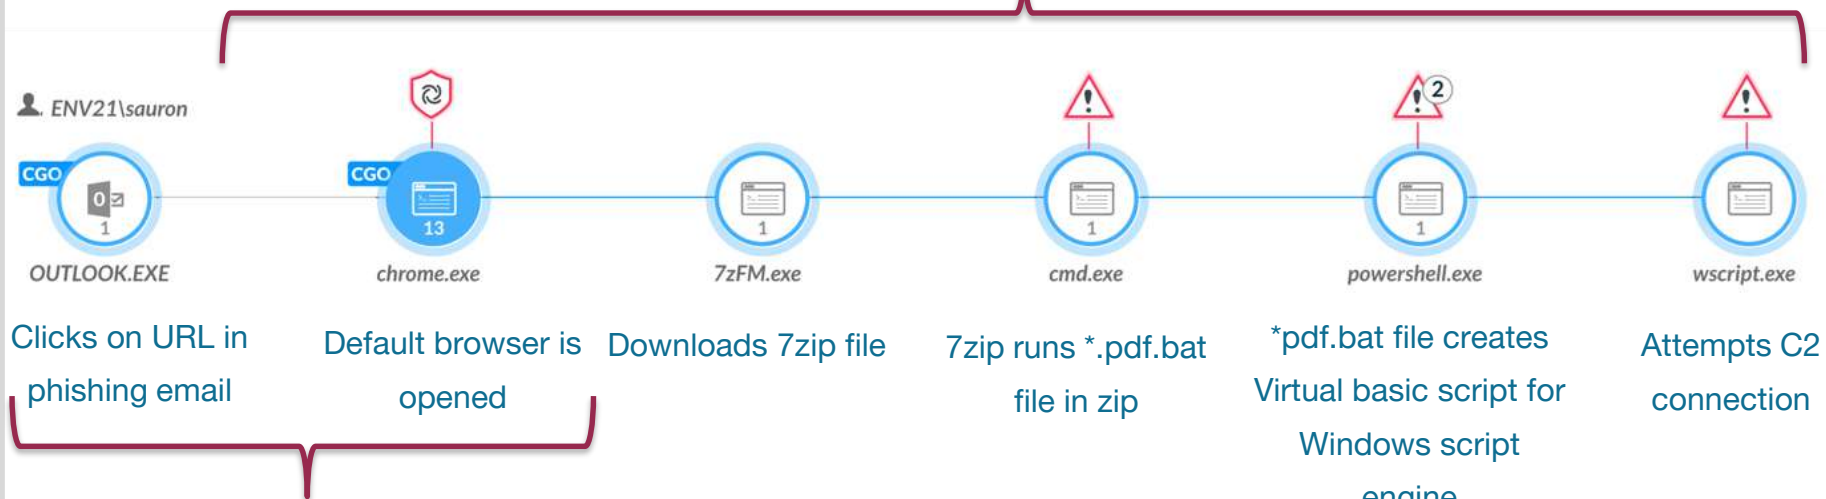 ENV21\sauron
2
CGO
CGO
1
13
1
1
1
OUTLOOK.EXE
chrome.exe
7zFM.exe
cmd.exe
powershell.exe
wscript.exe
Clicks on URL in
phishing email
Default browser is
opened
Downloads 7zip file
7zip runs *.pdf.bat
file in zip
*pdf.bat file creates
Virtual basic script for
Windows script
engine
Attempts C2
connection